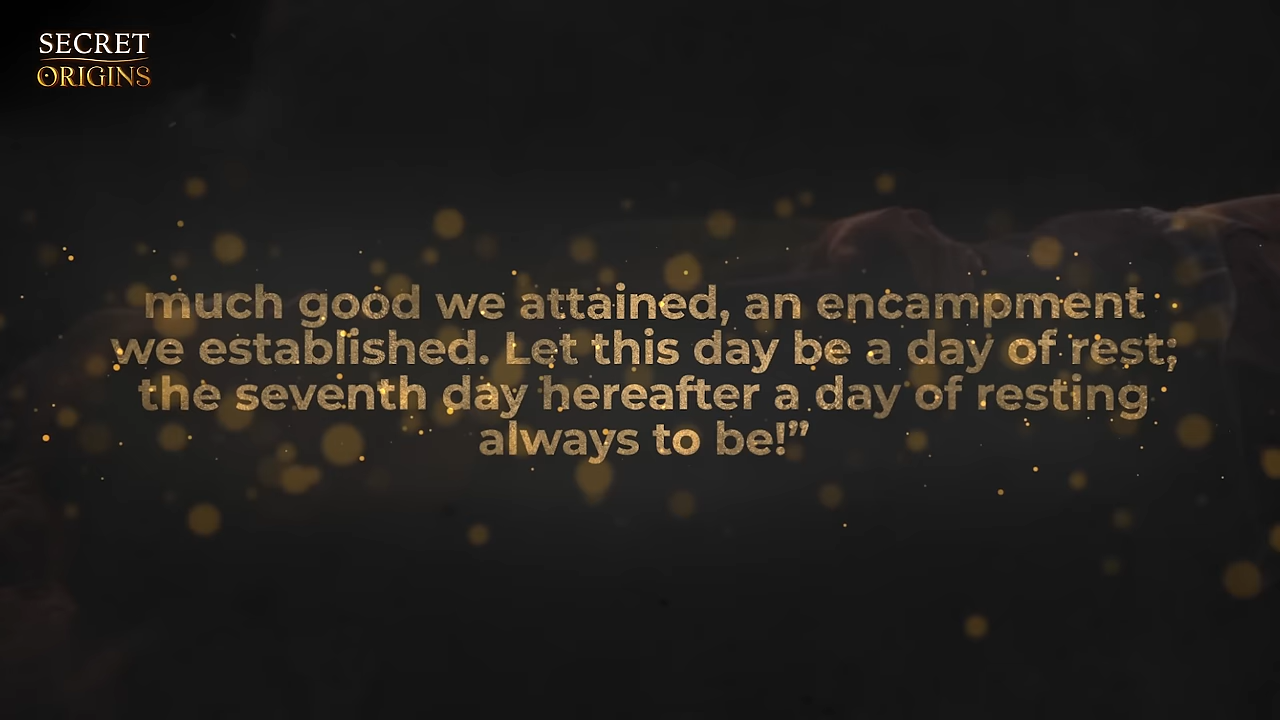 SECRET
ORIGINS
much good we attained, an encampment
we established. Let this day be a day of rest;
the seventh day hereafter a day of resting
always to be!”